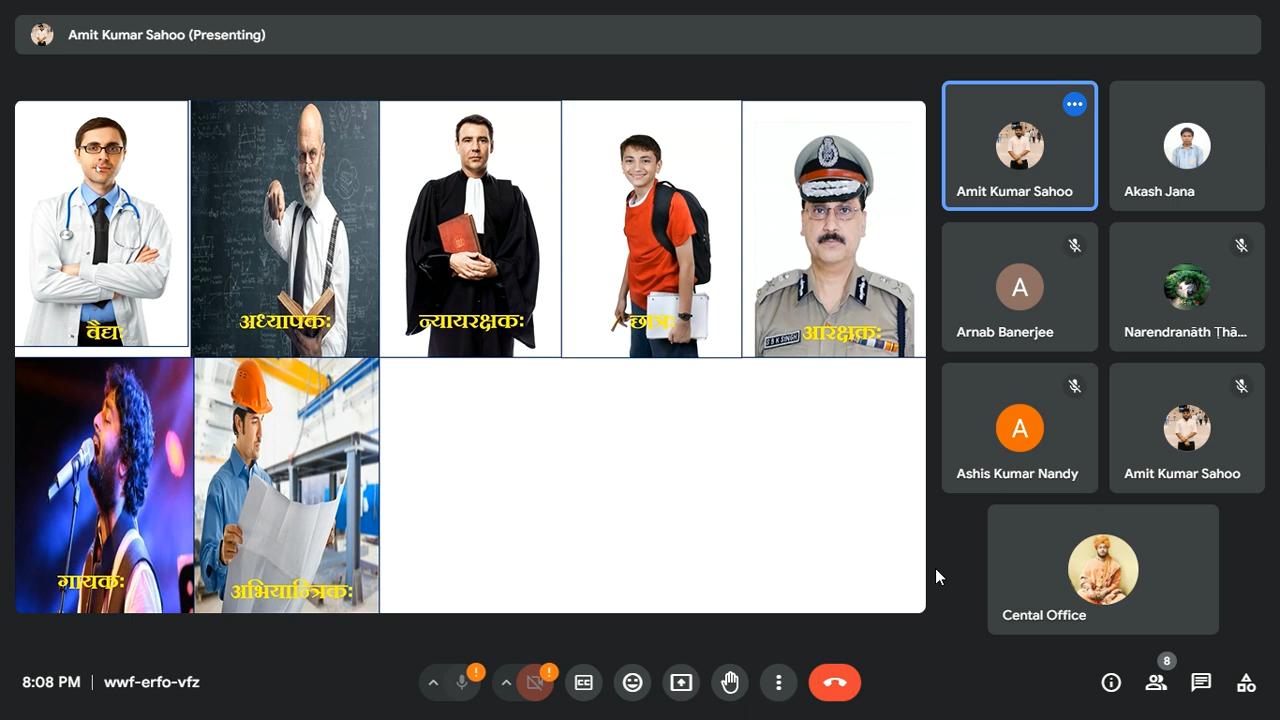 Amit Kumar Sahoo (Presenting)
वैद्यः
अध्यापकः
न्यायरक्षकः
छात्रः
आरक्षकः
गायकः
अभियान्त्रिकः
Amit Kumar Sahoo
Akash Jana
A
Arnab Banerjee
Narendranāth Ṭhā...
A
Ashis Kumar Nandy
Amit Kumar Sahoo
Cental Office
8:08 PM | wwf-erfo-vfz
8